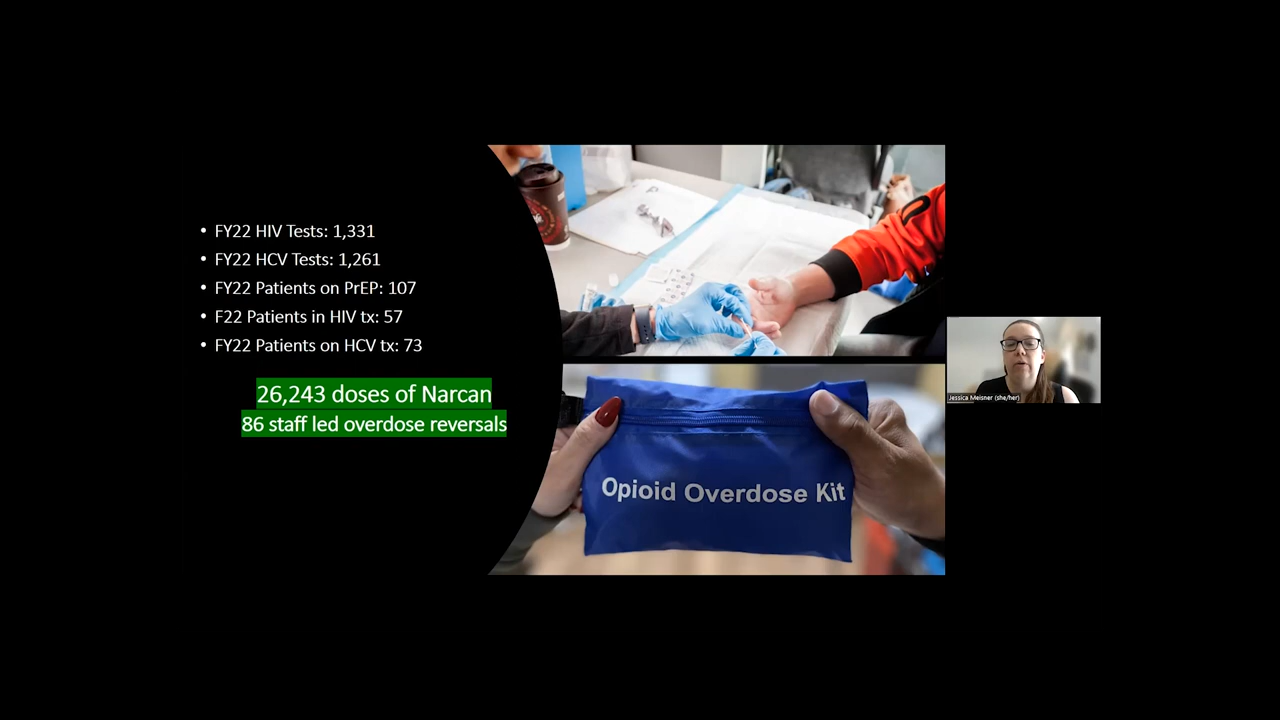 • FY22 HIV Tests: 1,331
• FY22 HCV Tests: 1,261
• FY22 Patients on PrEP: 107
• F22 Patients in HIV tx: 57
• FY22 Patients on HCV tx: 73
26,243 doses of Narcan
86 staff led overdose reversals
Opioid Overdose Kit
Jessica Meisner (she/her)